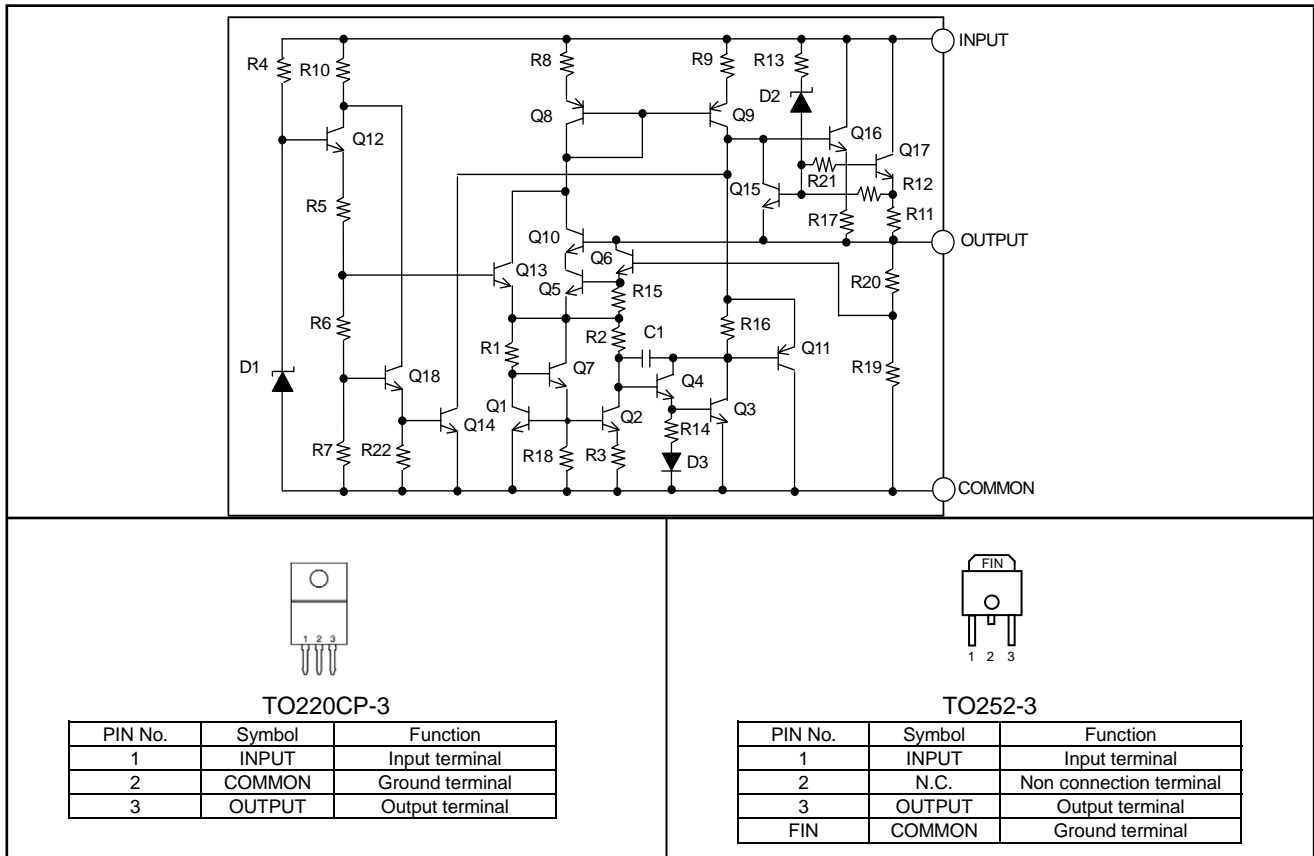 INPUT
R4
R10
R8
R9
R13
D2
Q8
Q9
Q12
Q16
Q17
R21
R12
Q15
R5
R17
R11
Q10
OUTPUT
Q6
Q13
R20
Q5
R15
R6
R2
C1
R16
R1
Q11
D1
Q7
R19
Q18
Q4
Q1
Q2
Q3
Q14
R14
R7
R22
R18
R3
D3
COMMON
1 2 3
TO220CP-3
PIN No. Symbol Function
1 INPUT Input terminal
2 COMMON Ground terminal
3 OUTPUT Output terminal
FIN
1 2 3
TO252-3
PIN No. Symbol Function
1 INPUT Input terminal
2 N.C. Non connection terminal
3 OUTPUT Output terminal
FIN COMMON Ground terminal